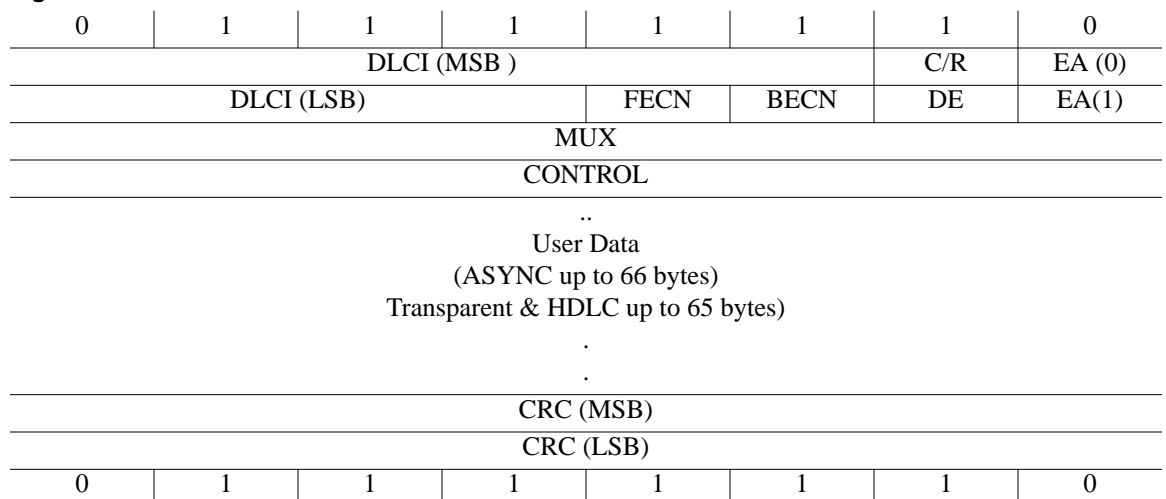 0 1 1 1 1 1 1 0
DLCI (MSB ) C/R EA (0)
DLCI (LSB) FECN BECN DE EA(1)
MUX
CONTROL
..
User Data
(ASYNC up to 66 bytes)
Transparent & HDLC up to 65 bytes)
.
.
CRC (MSB)
CRC (LSB)
0 1 1 1 1 1 1 0